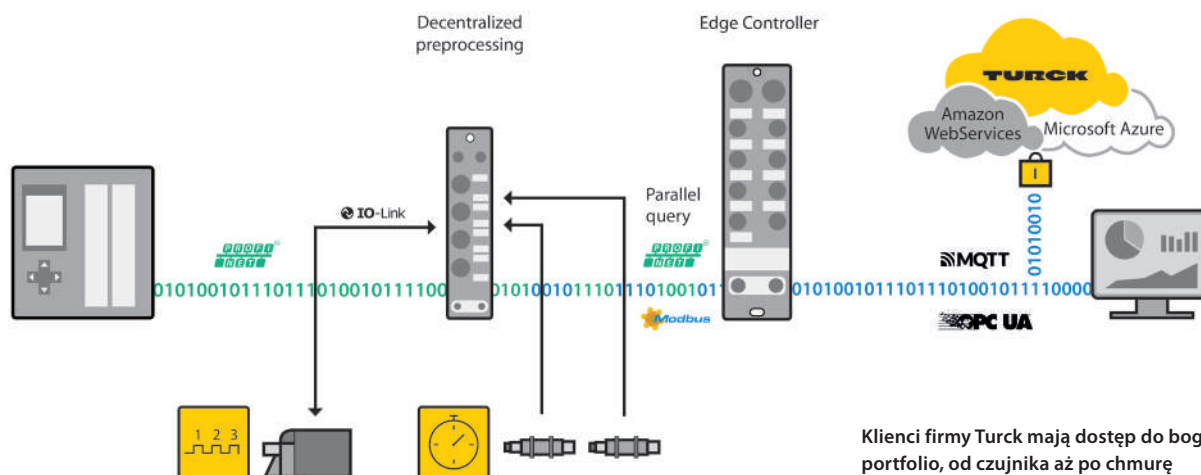 Decentralized
preprocessing
Edge Controller
TURCK
Amazon
WebServices
Microsoft Azure
IO-Link
Parallel
query
PROFI
NET
PROFI
NET
MQTT
01010010
010100101110111010010111100
01010010111011101001011
01010010111011101001011110000
Modbus
OPC UA
1 2 3
Klienci firmy Turck mają dostęp do bog
portfolio, od czujnika aż po chmurę